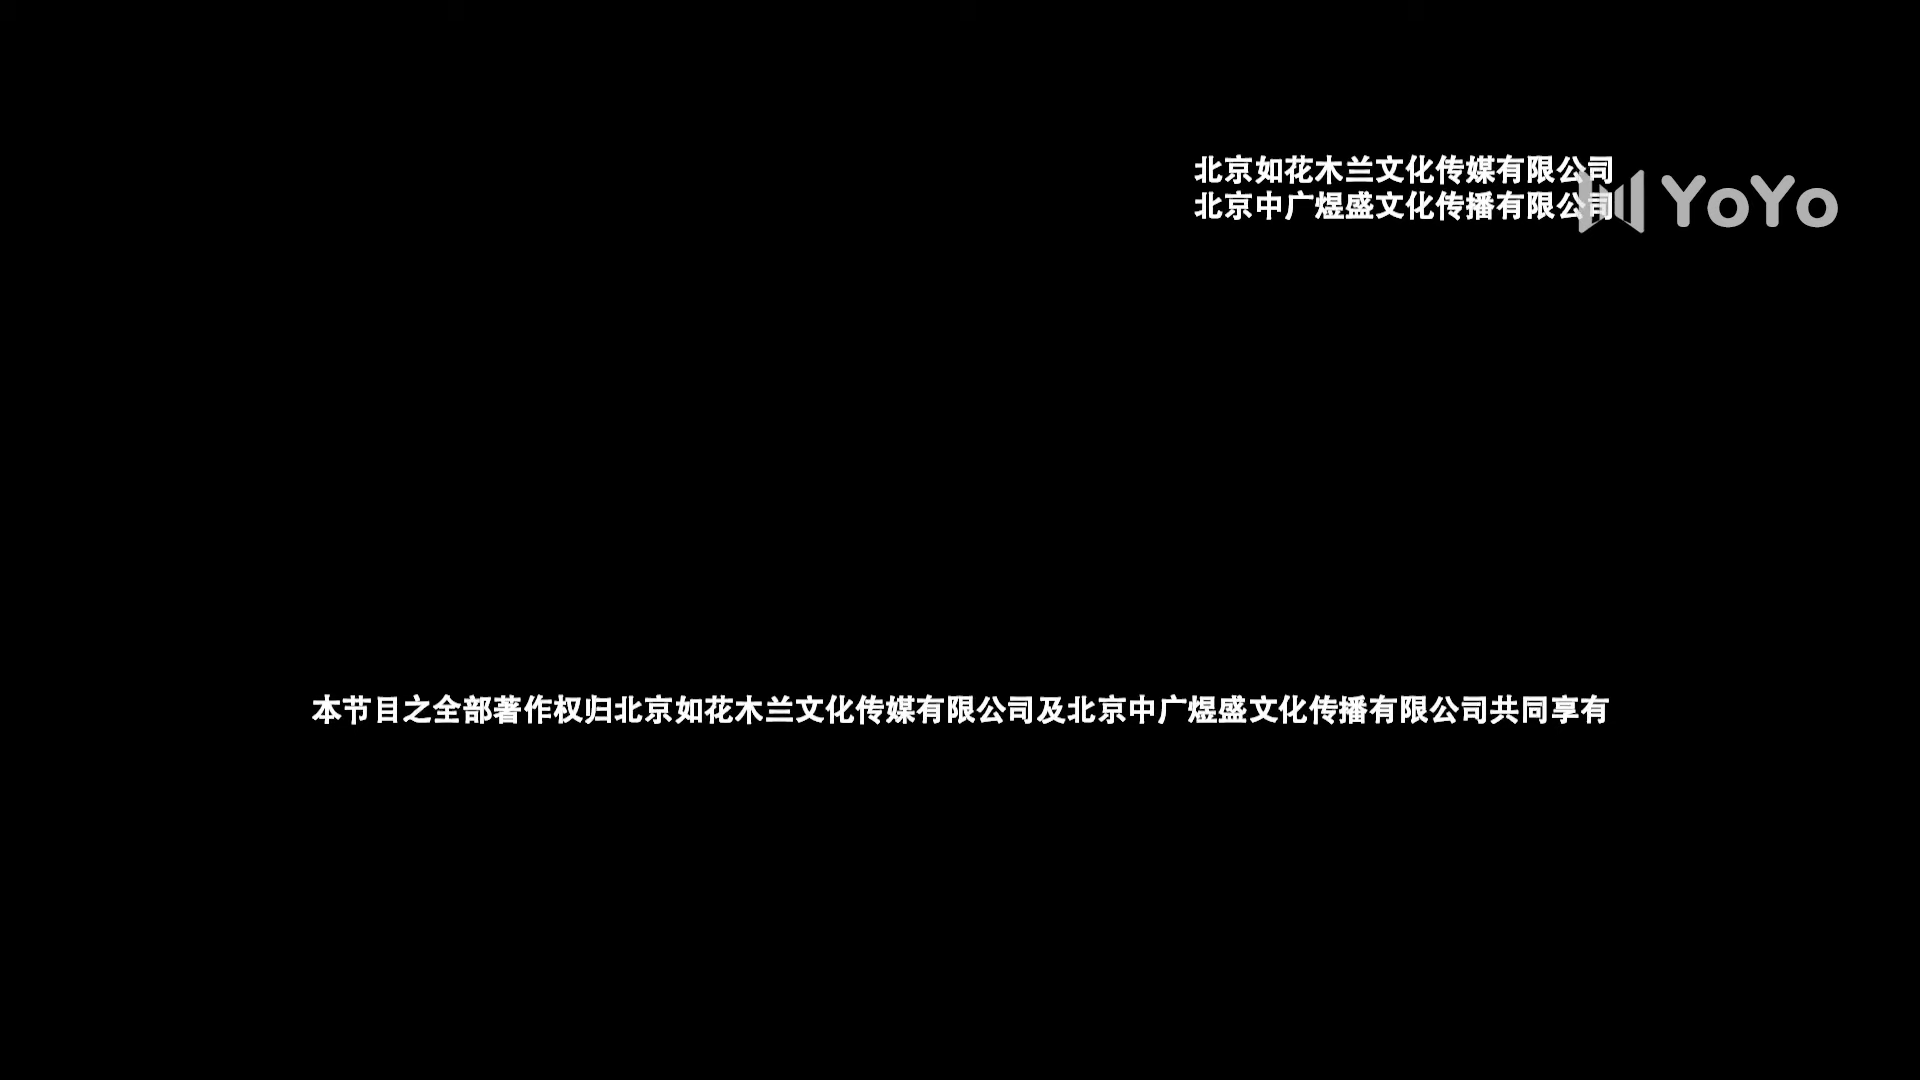 北京如花木兰文化传媒有限公司
北京中广煜盛文化传播有限公司
YoYo
本节目之全部著作权归北京如花木兰文化传媒有限公司及北京中广煜盛文化传播有限公司共同享有